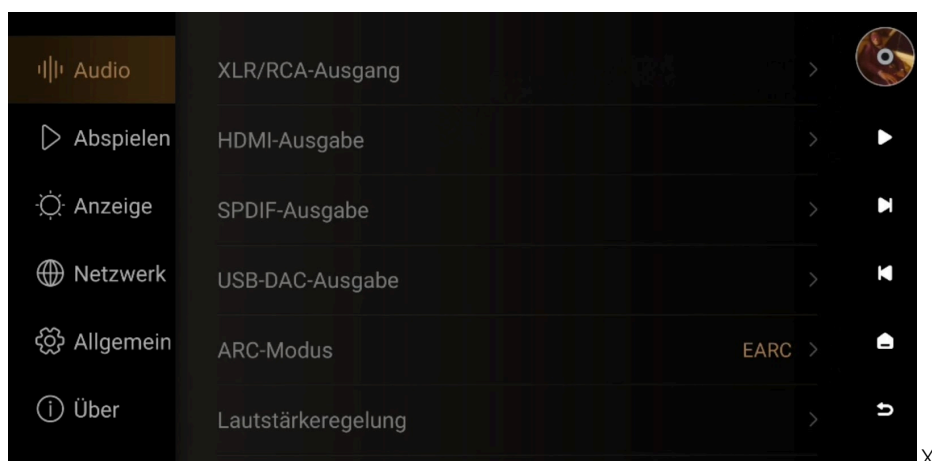 Audio
Abspielen
Anzeige
Netzwerk
Allgemein
Über
XLR/RCA-Ausgang
HDMI-Ausgabe
SPDIF-Ausgabe
USB-DAC-Ausgabe
ARC-Modus EARC
Lautstärkeregelung
X